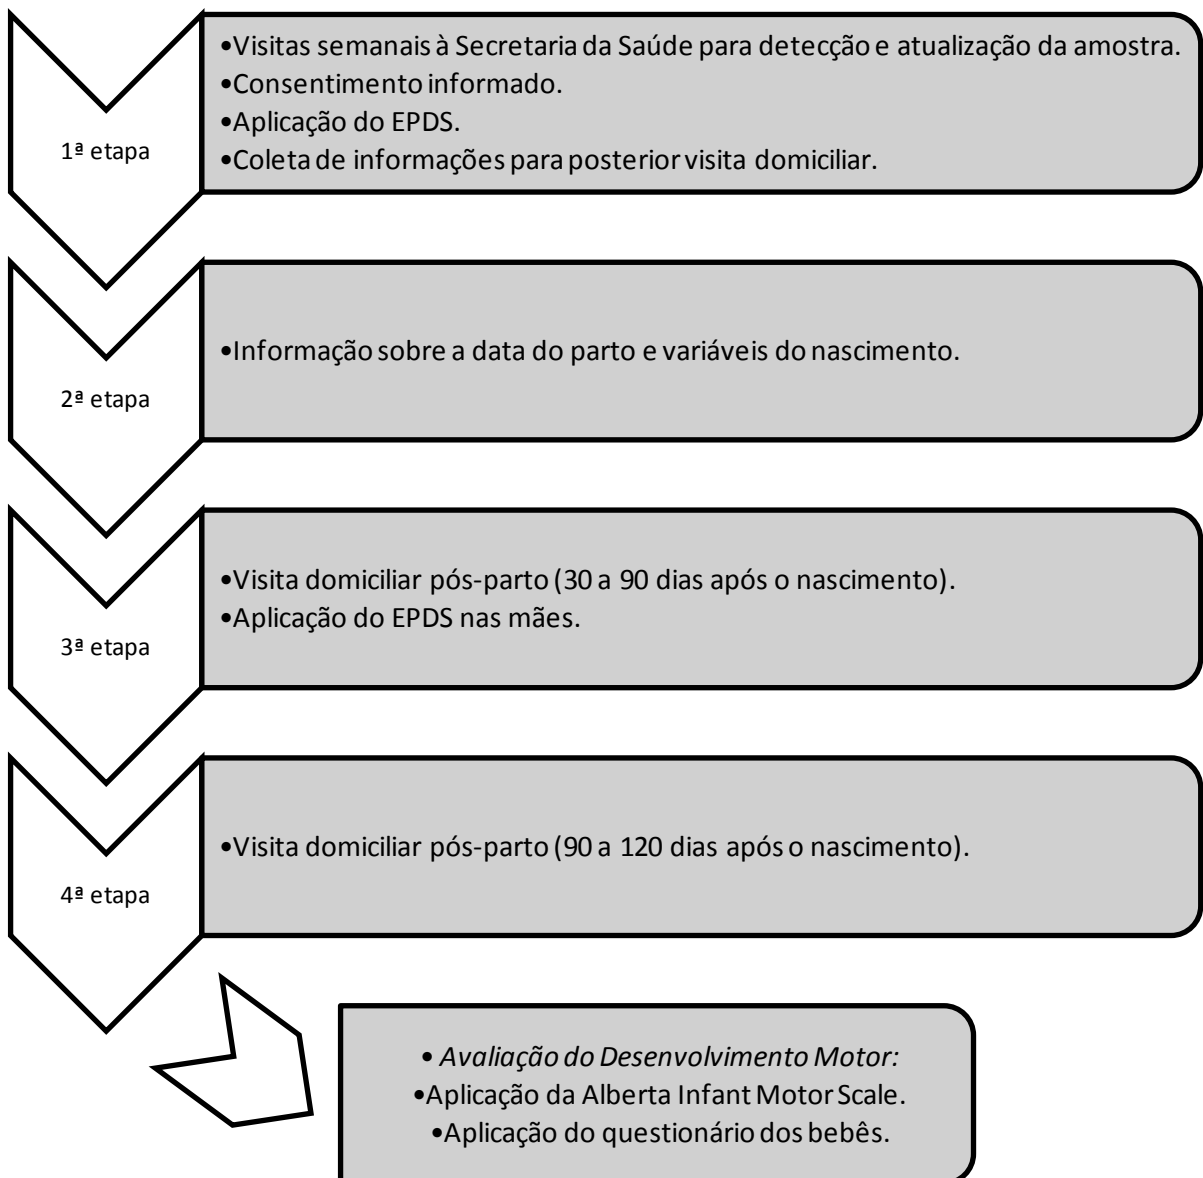 1ª etapa
•Visitas semanais à Secretaria da Saúde para detecção e atualização da amostra.
•Consentimento informado.
•Aplicação do EPDS.
•Coleta de informações para posterior visita domiciliar.
2ª etapa
•Informação sobre a data do parto e variáveis do nascimento.
3ª etapa
•Visita domiciliar pós-parto (30 a 90 dias após o nascimento).
•Aplicação do EPDS nas mães.
4ª etapa
•Visita domiciliar pós-parto (90 a 120 dias após o nascimento).
• Avaliação do Desenvolvimento Motor:
•Aplicação da Alberta Infant Motor Scale.
•Aplicação do questionário dos bebês.